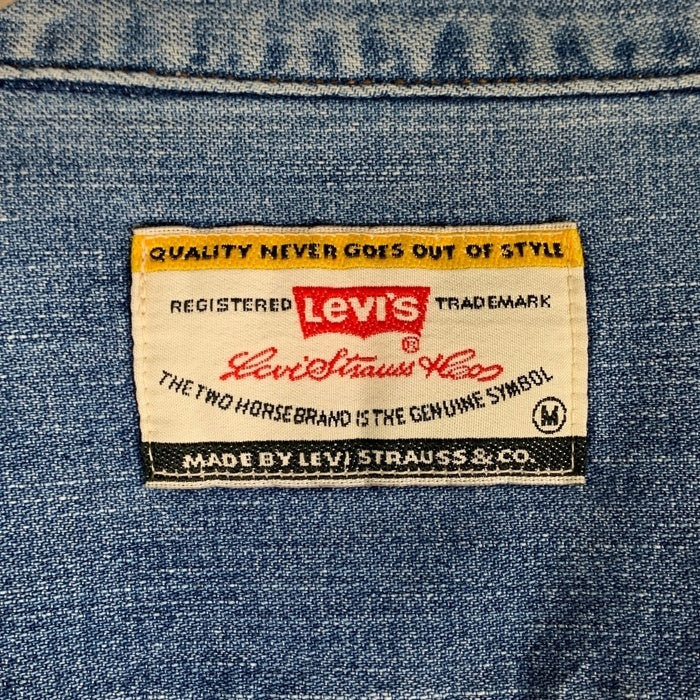 QUALITY NEVER GOES OUT OF STYLE
REGISTERED Levi's TRADEMARK
®
Levi Strauss & Co
THE TWO HORSE BRAND IS THE GENUINE SYMBOL
M
MADE BY LEVI STRAUSS & CO.